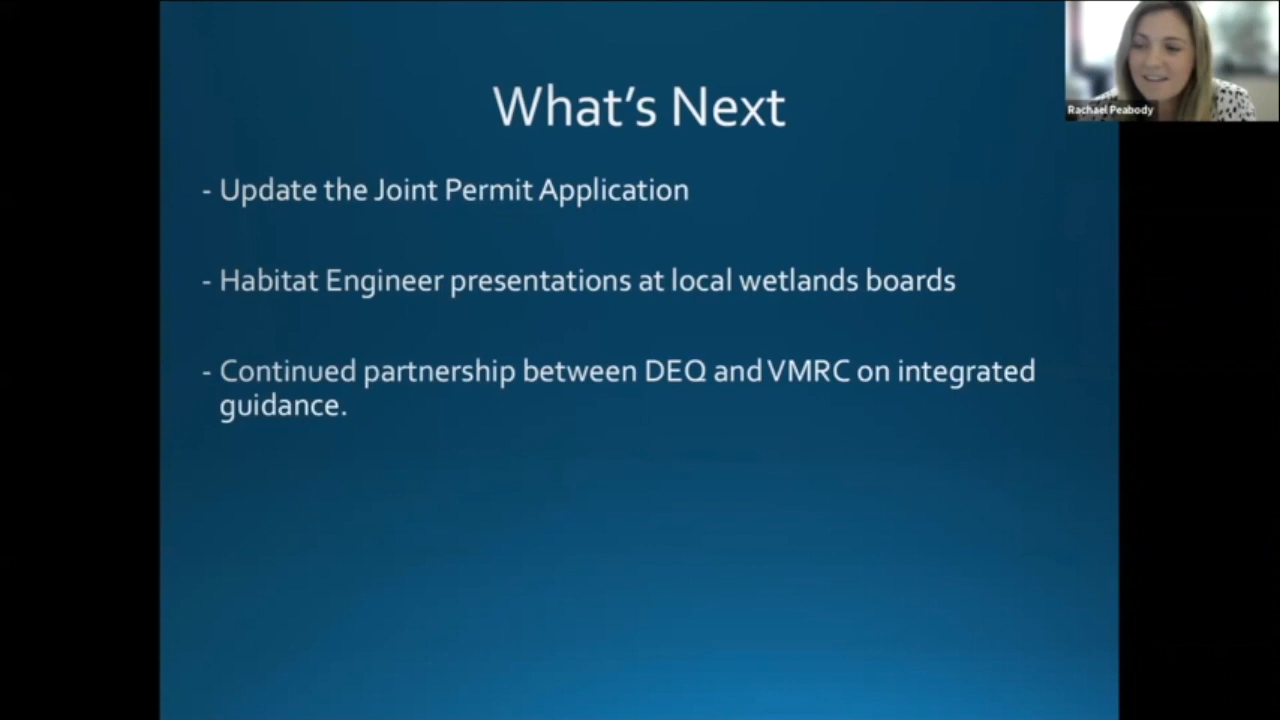 What's Next
- Update the Joint Permit Application
- Habitat Engineer presentations at local wetlands boards
- Continued partnership between DEQ and VMRC on integrated
guidance.
Rachael Peabody